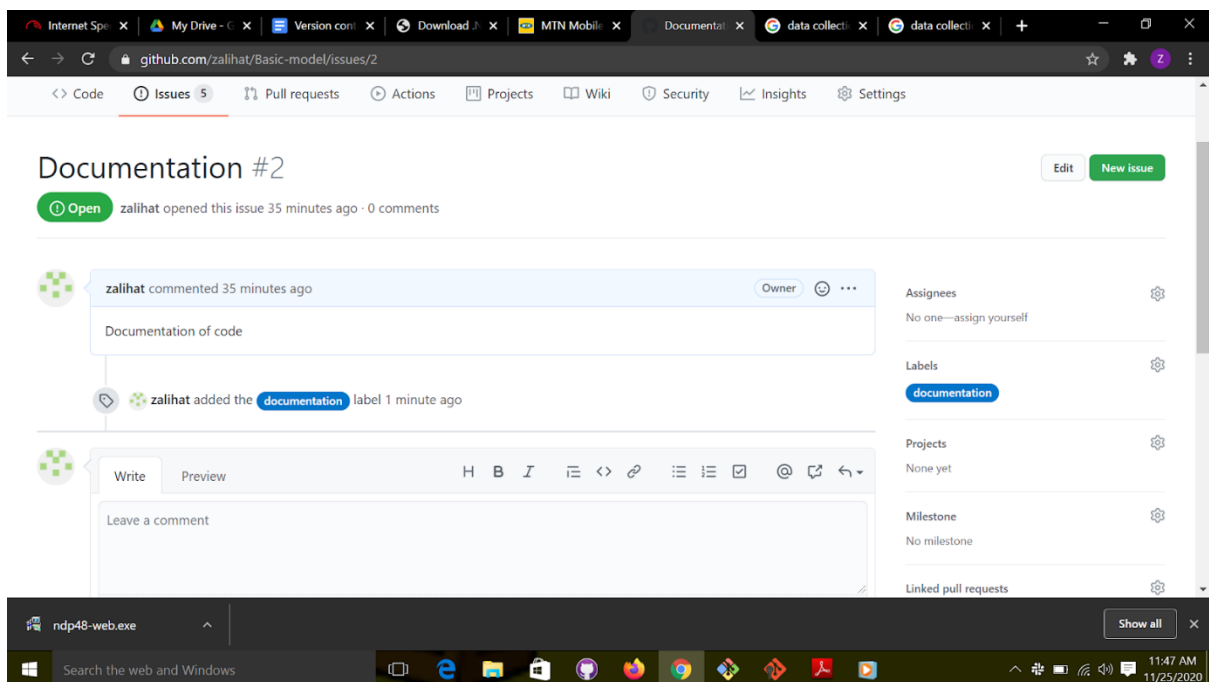 Internet Spe My Drive - G Version cont Download .N MTN Mobile Documentat data collecti data collecti
github.com/zalihat/Basic-model/issues/2 Z
<> Code Issues 5 Pull requests Actions Projects Wiki Security Insights Settings
Documentation #2
Edit New issue
Open zalihat opened this issue 35 minutes ago · 0 comments
zalihat commented 35 minutes ago Owner
Documentation of code
zalihat added the documentation label 1 minute ago
Write Preview H B I
Leave a comment
Assignees
No one—assign yourself
Labels
documentation
Projects
None yet
Milestone
No milestone
Linked pull requests
ndp48-web.exe Show all
Search the web and Windows
11:47 AM
11/25/2020